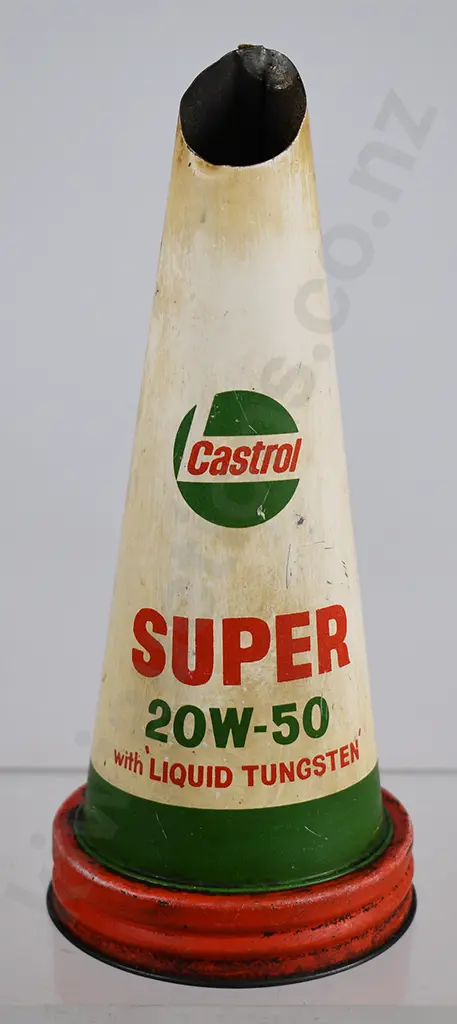 Castrol
SUPER
20W-50
with 'LIQUID TUNGSTEN'